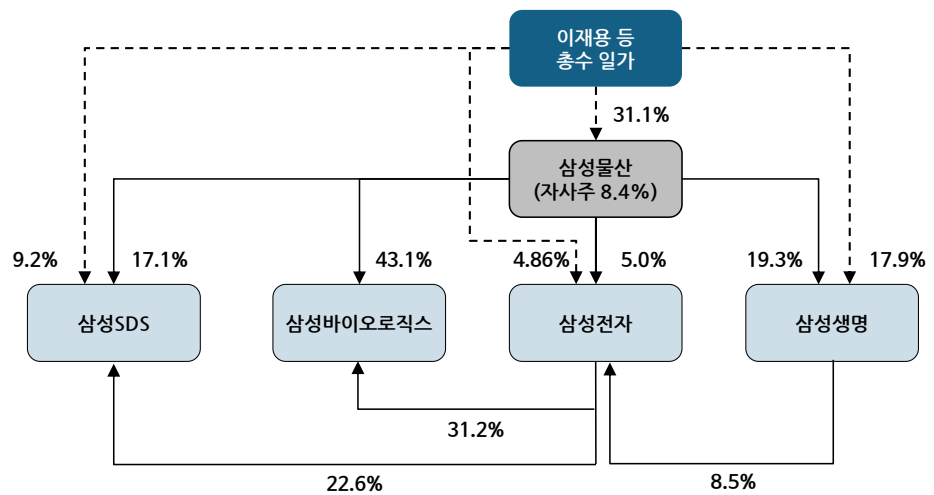 이재용 등
총수 일가
31.1%
삼성물산
(자사주 8.4%)
9.2%
17.1%
43.1%
4.86%
5.0%
19.3%
17.9%
삼성SDS
삼성바이오로직스
삼성전자
삼성생명
31.2%
22.6%
8.5%